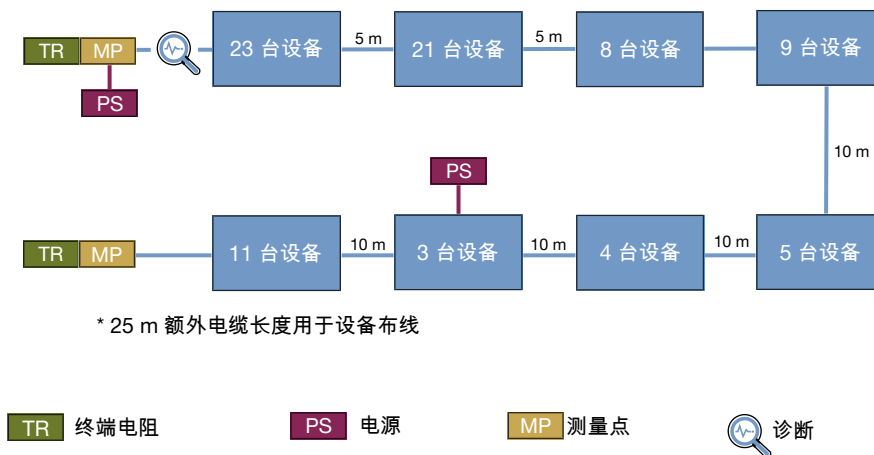 TR MP 23 台设备 5 m 21 台设备 5 m 8 台设备 9 台设备
PS
10 m
PS
TR MP 11 台设备 10 m 3 台设备 10 m 4 台设备 10 m 5 台设备
* 25 m 额外电缆长度用于设备布线
TR 终端电阻 PS 电源 MP 测量点 诊断